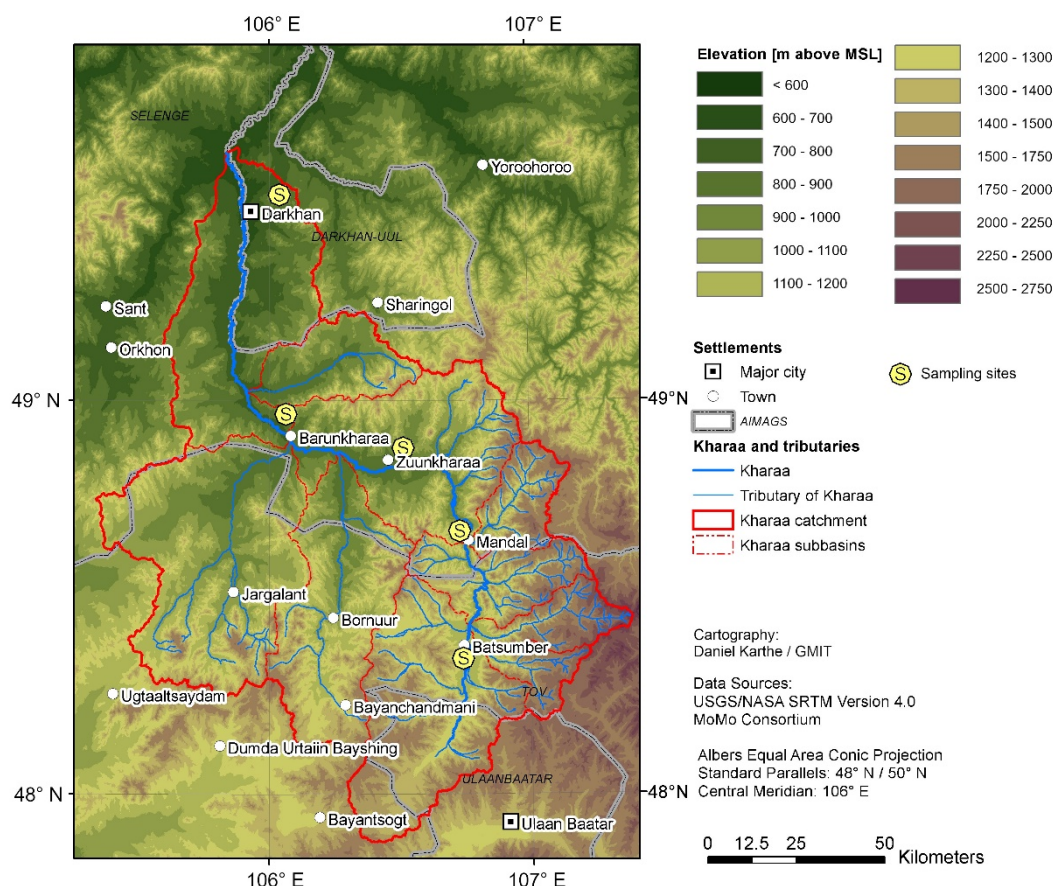 106° E
107° E
SELENGE
Yoroohoroo
S
Darkhan
DARKHAN-UUL
Sant
Sharingol
Orkhon
49° N
49°N
S
Barunkharaa
S
Zuunkharaa
S
Mandal
Jargalant
Bornuur
Batsumber
S
Ugtaaltsaydam
TOV
Bayanchandmani
Dumda Urtaiin Bayshing
ULAANBAATAR
48° N
48°N
Bayantsogt
Ulaan Baatar
106° E
107° E
Elevation [m above MSL]
< 600
600 - 700
700 - 800
800 - 900
900 - 1000
1000 - 1100
1100 - 1200
1200 - 1300
1300 - 1400
1400 - 1500
1500 - 1750
1750 - 2000
2000 - 2250
2250 - 2500
2500 - 2750
Settlements
Major city
Town
AIMAGS
S Sampling sites
Kharaa and tributaries
Kharaa
Tributary of Kharaa
Kharaa catchment
Kharaa subbasins
Cartography:
Daniel Karthe / GMIT
Data Sources:
USGS/NASA SRTM Version 4.0
MoMo Consortium
Albers Equal Area Conic Projection
Standard Parallels: 48° N / 50° N
Central Meridian: 106° E
0 12.5 25 50
Kilometers